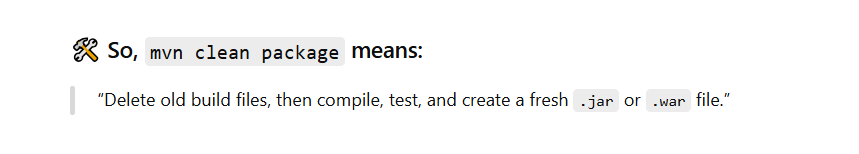 🛠️ So, mvn clean package means:
“Delete old build files, then compile, test, and create a fresh .jar or .war file.”